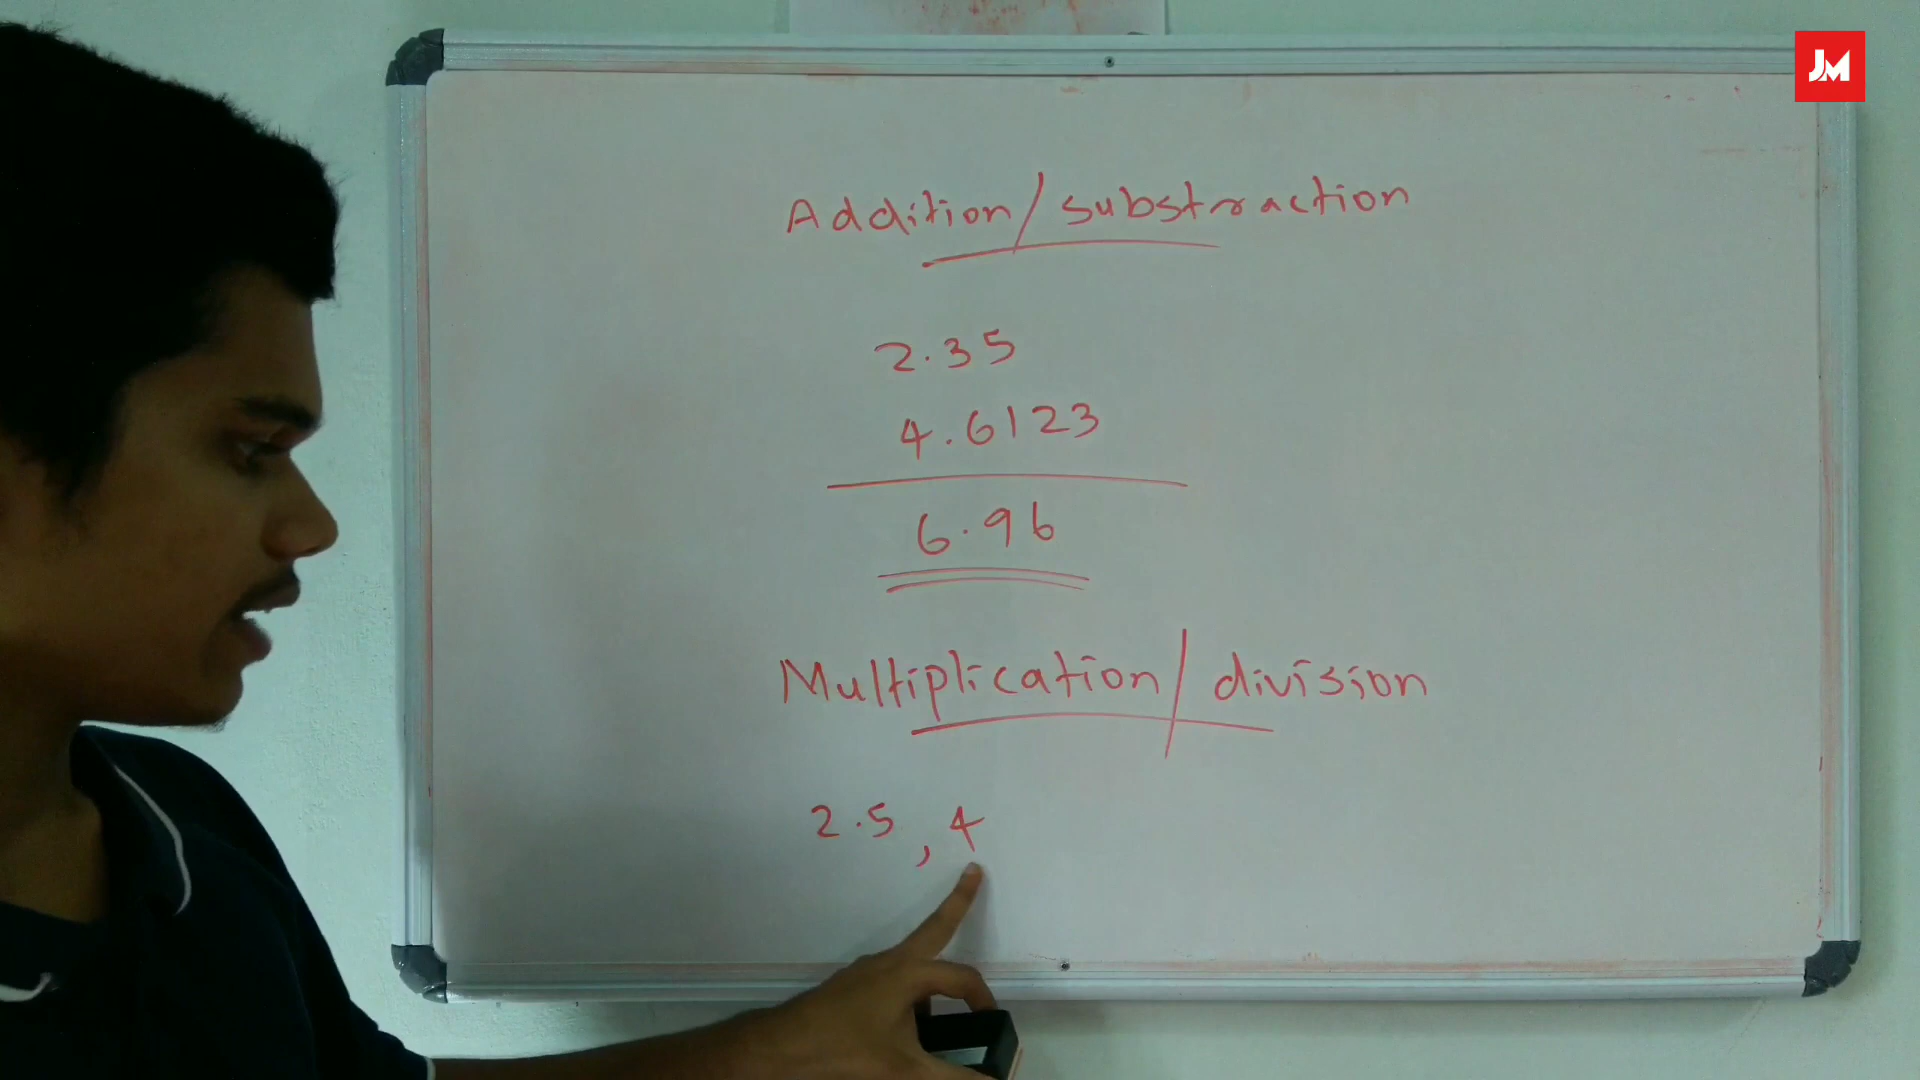 JM
Addition/substraction
2.35
4.6123
6.96
Multiplication/division
2.5, 4